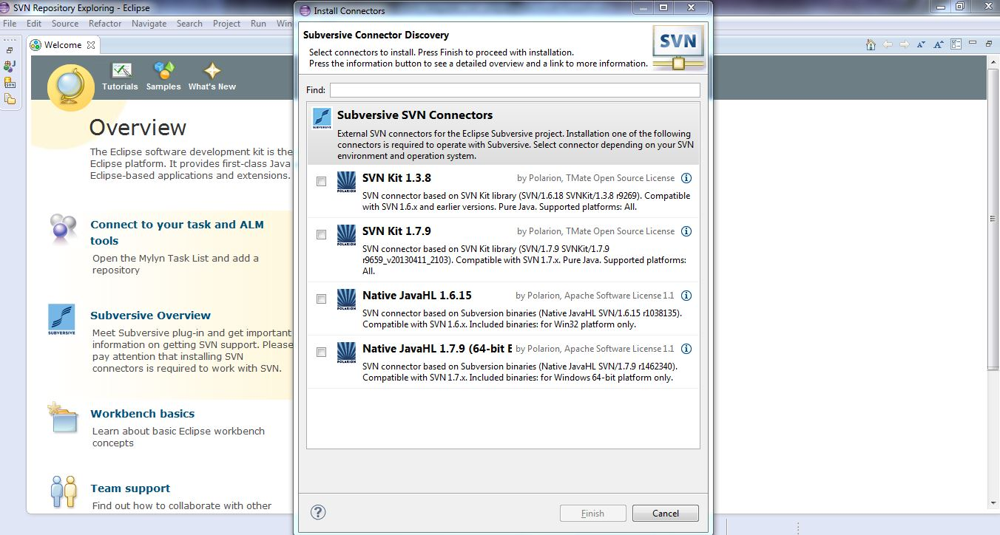 SVN Repository Exploring - Eclipse
File Edit Source Refactor Navigate Search Project Run Win
Welcome
Tutorials Samples What's New
Overview
The Eclipse software development kit is the
Eclipse platform. It provides first-class Java
Eclipse-based applications and extensions.
Connect to your task and ALM
tools
Open the Mylyn Task List and add a
repository
SUBVERSIVE
Subversive Overview
Meet Subversive plug-in and get important
information on getting SVN support. Please
pay attention that installing SVN
connectors is required to work with SVN.
Workbench basics
Learn about basic Eclipse workbench
concepts
Team support
Find out how to collaborate with other
Install Connectors
Subversive Connector Discovery
Select connectors to install. Press Finish to proceed with installation.
Press the information button to see a detailed overview and a link to more information.
SVN
Find:
SUBVERSIVE
Subversive SVN Connectors
External SVN connectors for the Eclipse Subversive project. Installation one of the following
connectors is required to operate with Subversive. Select connector depending on your SVN
environment and operation system.
POLARION
SVN Kit 1.3.8 by Polarion, TMate Open Source License
SVN connector based on SVN Kit library (SVN/1.6.18 SVNKit/1.3.8 r9269). Compatible
with SVN 1.6.x and earlier versions. Pure Java. Supported platforms: All.
POLARION
SVN Kit 1.7.9 by Polarion, TMate Open Source License
SVN connector based on SVN Kit library (SVN/1.7.9 SVNKit/1.7.9
r9659_v20130411_2103). Compatible with SVN 1.7.x. Pure Java. Supported platforms:
All.
POLARION
Native JavaHL 1.6.15 by Polarion, Apache Software License 1.1
SVN connector based on Subversion binaries (Native JavaHL SVN/1.6.15 r1038135).
Compatible with SVN 1.6.x. Included binaries: for Win32 platform only.
POLARION
Native JavaHL 1.7.9 (64-bit E by Polarion, Apache Software License 1.1
SVN connector based on Subversion binaries (Native JavaHL SVN/1.7.9 r1462340).
Compatible with SVN 1.7.x. Included binaries: for Windows 64-bit platform only.
? Finish Cancel